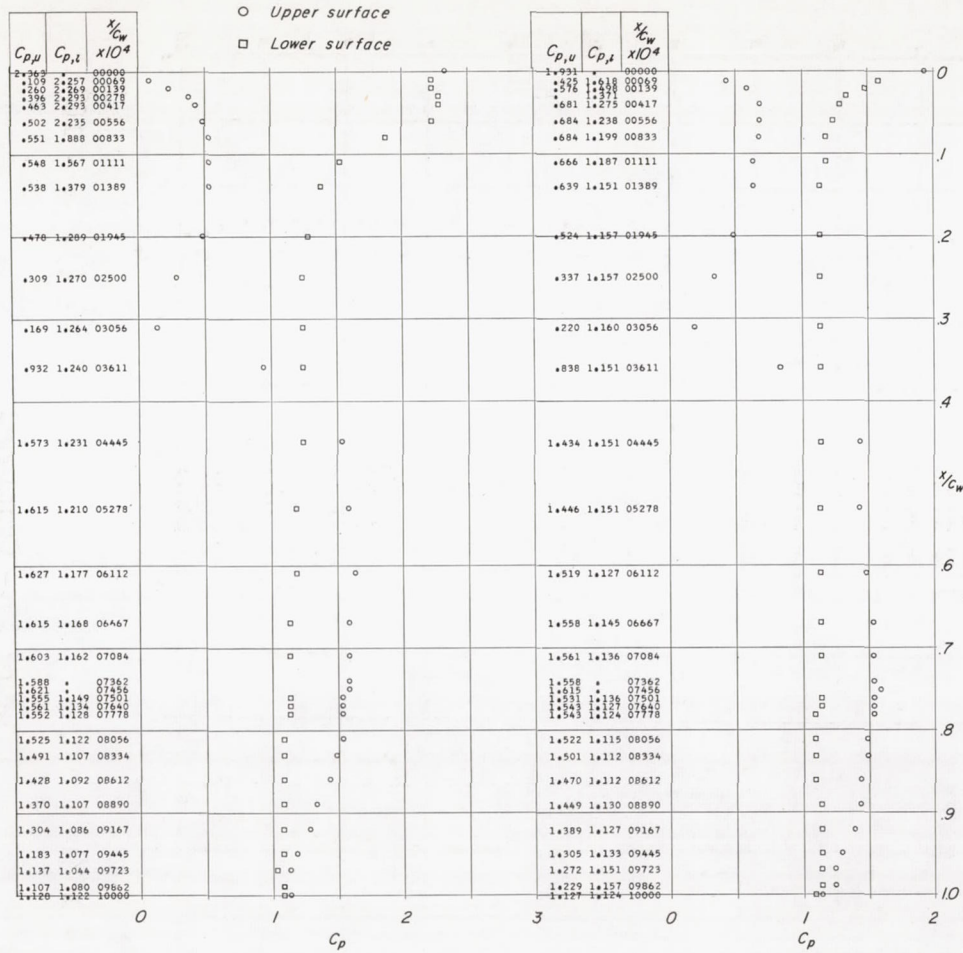 ○ Upper surface
□ Lower surface
x/cw
Cp,u Cp,l x10⁴
2.363 . 00000
.109 2.257 00069
.260 2.269 00139
.396 2.293 00278
.463 2.293 00417
.502 2.235 00556
.551 1.888 00833
.548 1.567 01111
.538 1.379 01389
.478 1.289 01945
.309 1.270 02500
.169 1.264 03056
.932 1.240 03611
1.573 1.231 04445
1.615 1.210 05278
1.627 1.177 06112
1.615 1.168 06467
1.603 1.162 07084
1.588 . 07362
1.621 . 07456
1.555 1.149 07501
1.561 1.134 07640
1.552 1.128 07778
1.525 1.122 08056
1.491 1.107 08334
1.428 1.092 08612
1.370 1.107 08890
1.304 1.086 09167
1.183 1.077 09445
1.137 1.044 09723
1.107 1.080 09862
1.128 1.122 10000
0 1 2 3
Cp
x/cw
Cp,u Cp,l x10⁴
1.931 . 00000
.425 1.618 00069
.576 1.498 00139
. 1.371
.681 1.275 00417
.684 1.238 00556
.684 1.199 00833
.666 1.187 01111
.639 1.151 01389
.524 1.157 01945
.337 1.157 02500
.220 1.160 03056
.838 1.151 03611
1.434 1.151 04445
1.446 1.151 05278
1.519 1.127 06112
1.558 1.145 06667
1.561 1.136 07084
1.558 . 07362
1.615 . 07456
1.531 1.136 07501
1.543 1.127 07640
1.543 1.124 07778
1.522 1.115 08056
1.501 1.112 08334
1.470 1.112 08612
1.449 1.130 08890
1.389 1.127 09167
1.305 1.133 09445
1.272 1.151 09723
1.229 1.157 09862
1.127 1.124 10000
0 1 2
Cp
0
.1
.2
.3
.4
x/cw
.6
.7
.8
.9
1.0